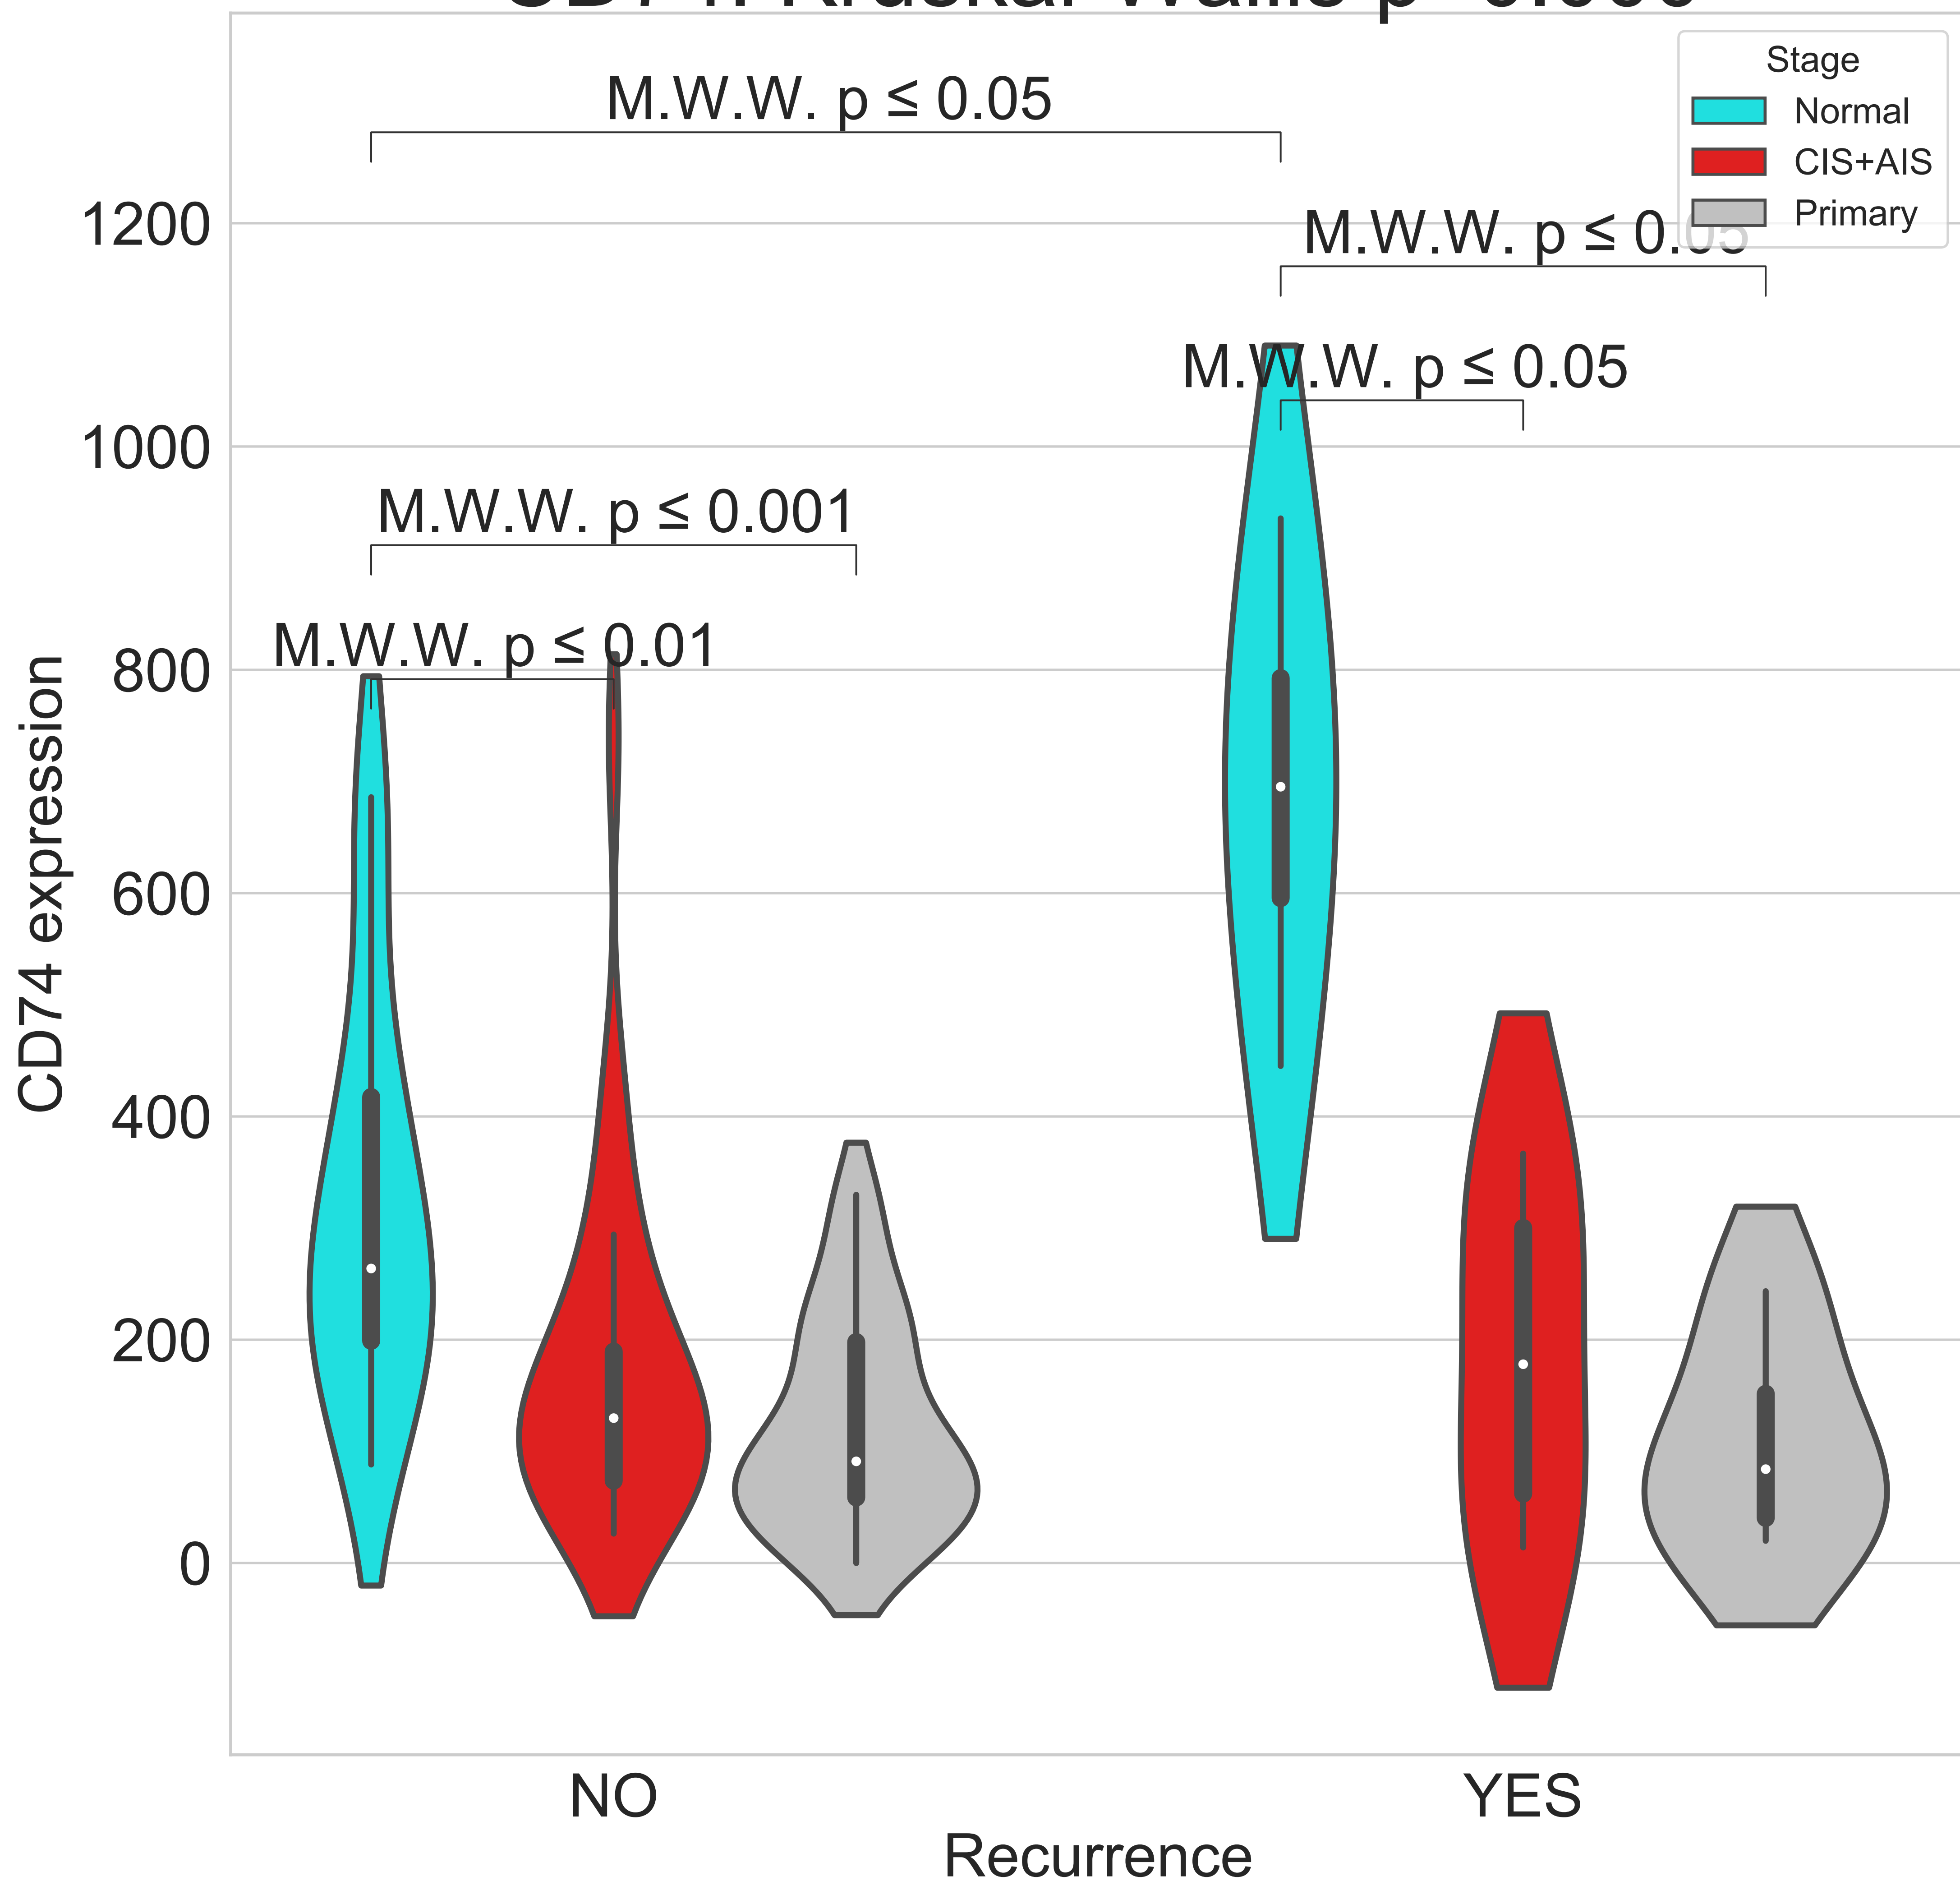 Stage
Normal
CIS+AIS
Primary
M.W.W. p ≤ 0.05
M.W.W. p ≤ 0.05
M.W.W. p ≤ 0.05
M.W.W. p ≤ 0.001
M.W.W. p ≤ 0.01
1200
1000
800
600
400
200
0
CD74 expression
NO
YES
Recurrence